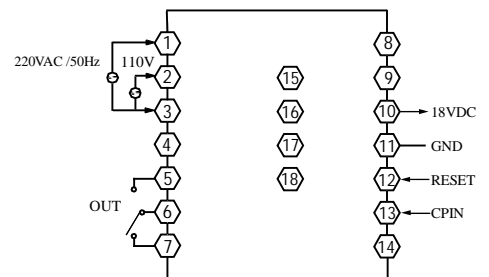 1 8
220VAC /50Hz 110V
2 15 9
3 16 10 18VDC
4 17 11 GND
5 18 12 RESET
OUT 6 13 CPIN
7 14